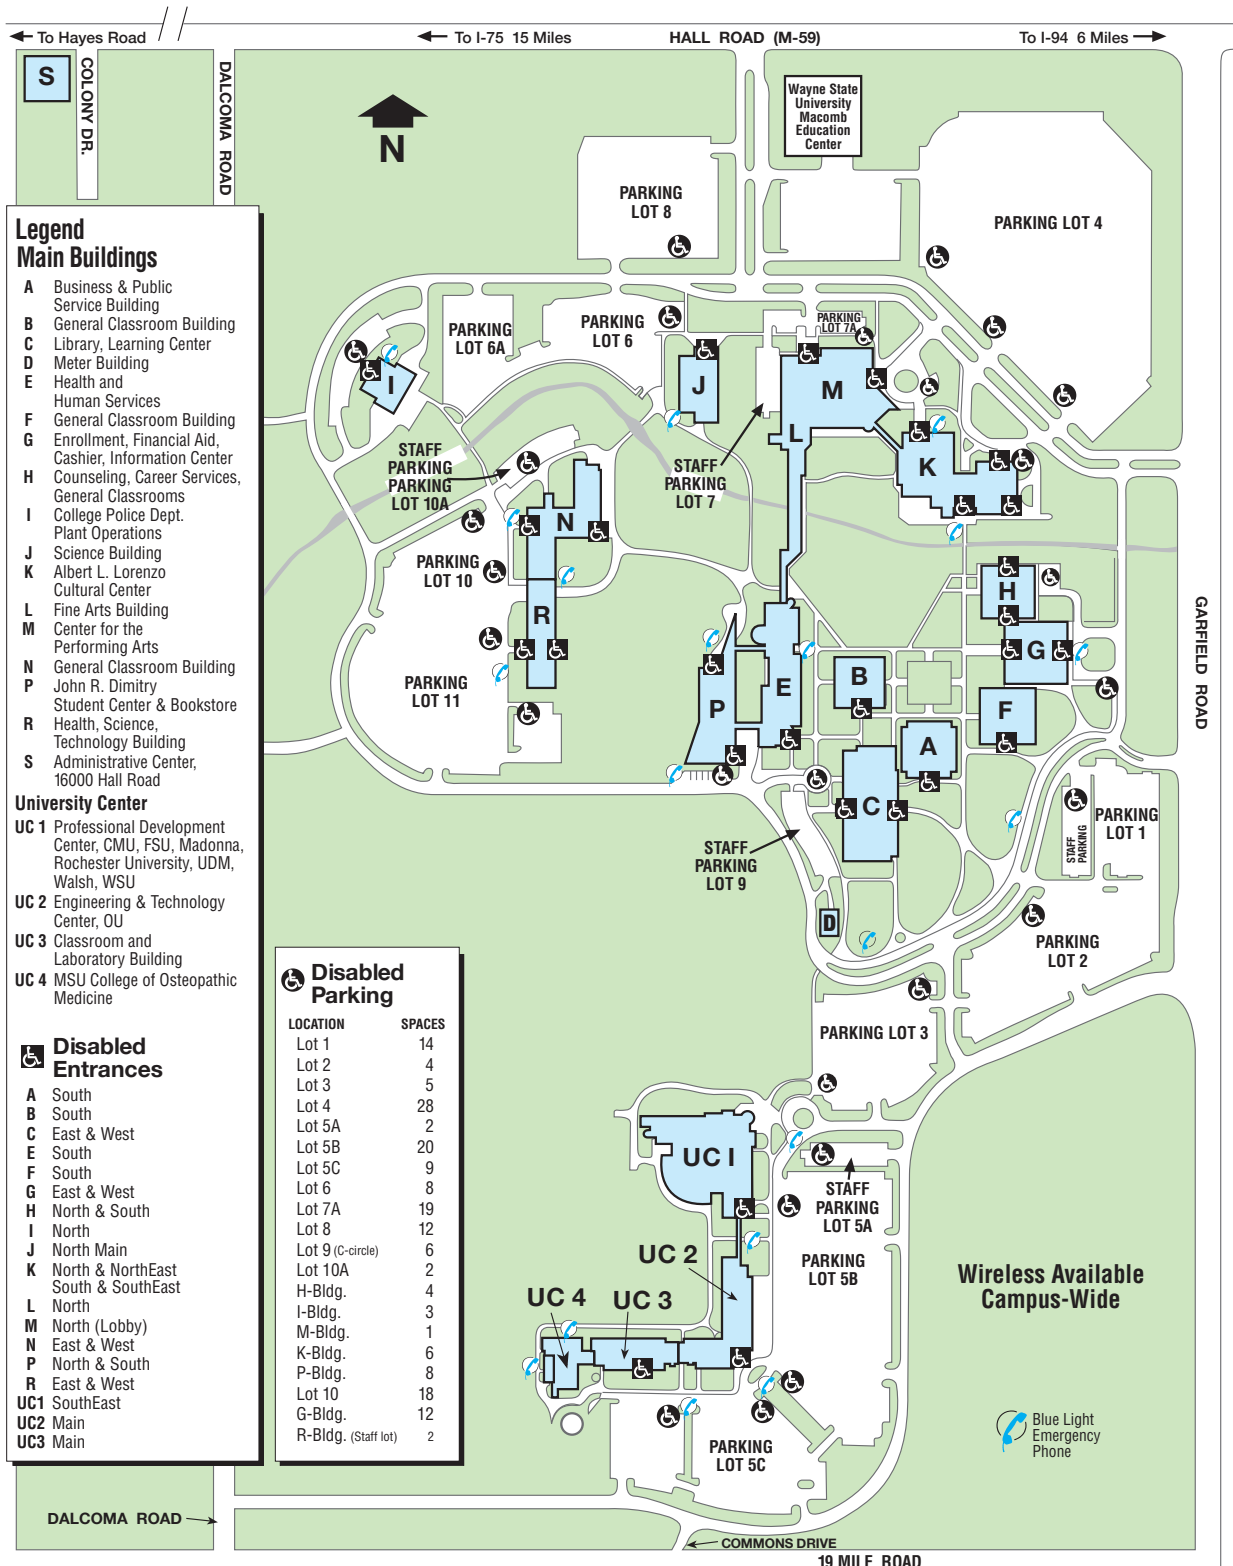 To Hayes Road
To I-75 15 Miles
HALL ROAD (M-59)
To I-94 6 Miles
S
COLONY DR.
DALCOMA ROAD
N
Wayne State
University
Macomb
Education
Center
PARKING
LOT 8
PARKING LOT 4
PARKING
LOT 6A
PARKING
LOT 6
PARKING
LOT 7A
I
J
M
L
K
STAFF
PARKING
PARKING
LOT 10A
STAFF
PARKING
LOT 7
N
PARKING
LOT 10
R
H
G
GARFIELD ROAD
PARKING
LOT 11
P
E
B
F
A
C
STAFF
PARKING
LOT 9
STAFF
PARKING
PARKING
LOT 1
D
PARKING
LOT 2
PARKING LOT 3
UC I
STAFF
PARKING
LOT 5A
UC 2
PARKING
LOT 5B
UC 4
UC 3
Wireless Available
Campus-Wide
PARKING
LOT 5C
Blue Light
Emergency
Phone
DALCOMA ROAD
COMMONS DRIVE
19 MILE ROAD
Legend
Main Buildings
A Business & Public
Service Building
B General Classroom Building
C Library, Learning Center
D Meter Building
E Health and
Human Services
F General Classroom Building
G Enrollment, Financial Aid,
Cashier, Information Center
H Counseling, Career Services,
General Classrooms
I College Police Dept.
Plant Operations
J Science Building
K Albert L. Lorenzo
Cultural Center
L Fine Arts Building
M Center for the
Performing Arts
N General Classroom Building
P John R. Dimitry
Student Center & Bookstore
R Health, Science,
Technology Building
S Administrative Center,
16000 Hall Road
University Center
UC 1 Professional Development
Center, CMU, FSU, Madonna,
Rochester University, UDM,
Walsh, WSU
UC 2 Engineering & Technology
Center, OU
UC 3 Classroom and
Laboratory Building
UC 4 MSU College of Osteopathic
Medicine
Disabled
Entrances
A South
B South
C East & West
E South
F South
G East & West
H North & South
I North
J North Main
K North & NorthEast
South & SouthEast
L North
M North (Lobby)
N East & West
P North & South
R East & West
UC1 SouthEast
UC2 Main
UC3 Main
Disabled
Parking
LOCATION SPACES
Lot 1 14
Lot 2 4
Lot 3 5
Lot 4 28
Lot 5A 2
Lot 5B 20
Lot 5C 9
Lot 6 8
Lot 7A 19
Lot 8 12
Lot 9 (C-circle) 6
Lot 10A 2
H-Bldg. 4
I-Bldg. 3
M-Bldg. 1
K-Bldg. 6
P-Bldg. 8
Lot 10 18
G-Bldg. 12
R-Bldg. (Staff lot) 2